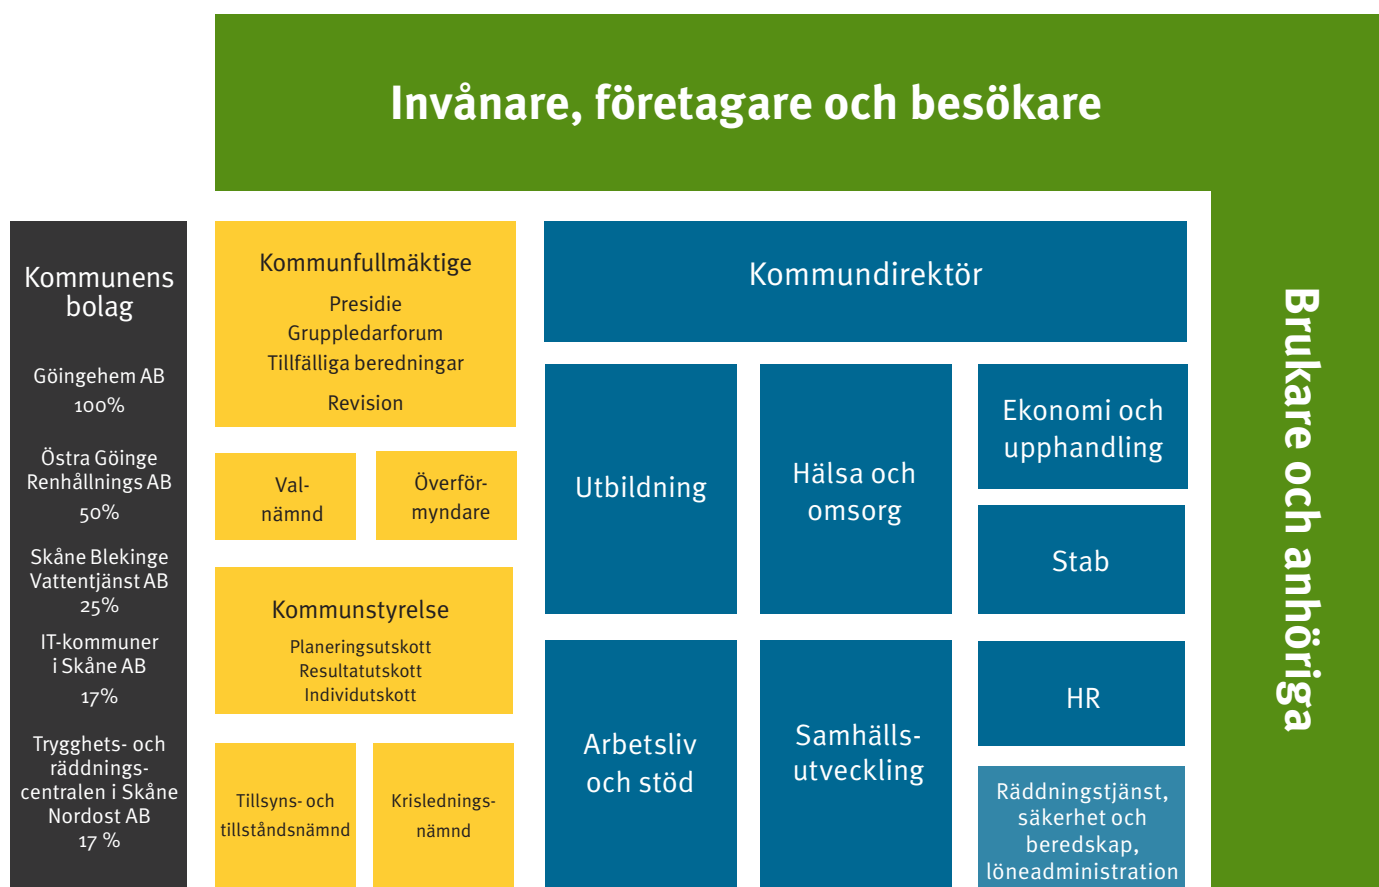 Invånare, företagare och besökare
Brukare och anhöriga
Kommunens
bolag
Göingehem AB
100%
Östra Göinge
Renhållnings AB
50%
Skåne Blekinge
Vattentjänst AB
25%
IT-kommuner
i Skåne AB
17%
Trygghets- och
räddnings-
centralen i Skåne
Nordost AB
17 %
Kommunfullmäktige
Presidie
Gruppledarforum
Tillfälliga beredningar
Revision
Val-
nämnd
Överför-
myndare
Kommunstyrelse
Planeringsutskott
Resultatutskott
Individutskott
Tillsyns- och
tillståndsnämnd
Krislednings-
nämnd
Kommundirektör
Utbildning
Hälsa och
omsorg
Ekonomi och
upphandling
Stab
Arbetsliv
och stöd
Samhälls-
utveckling
HR
Räddningstjänst,
säkerhet och
beredskap,
löneadministration